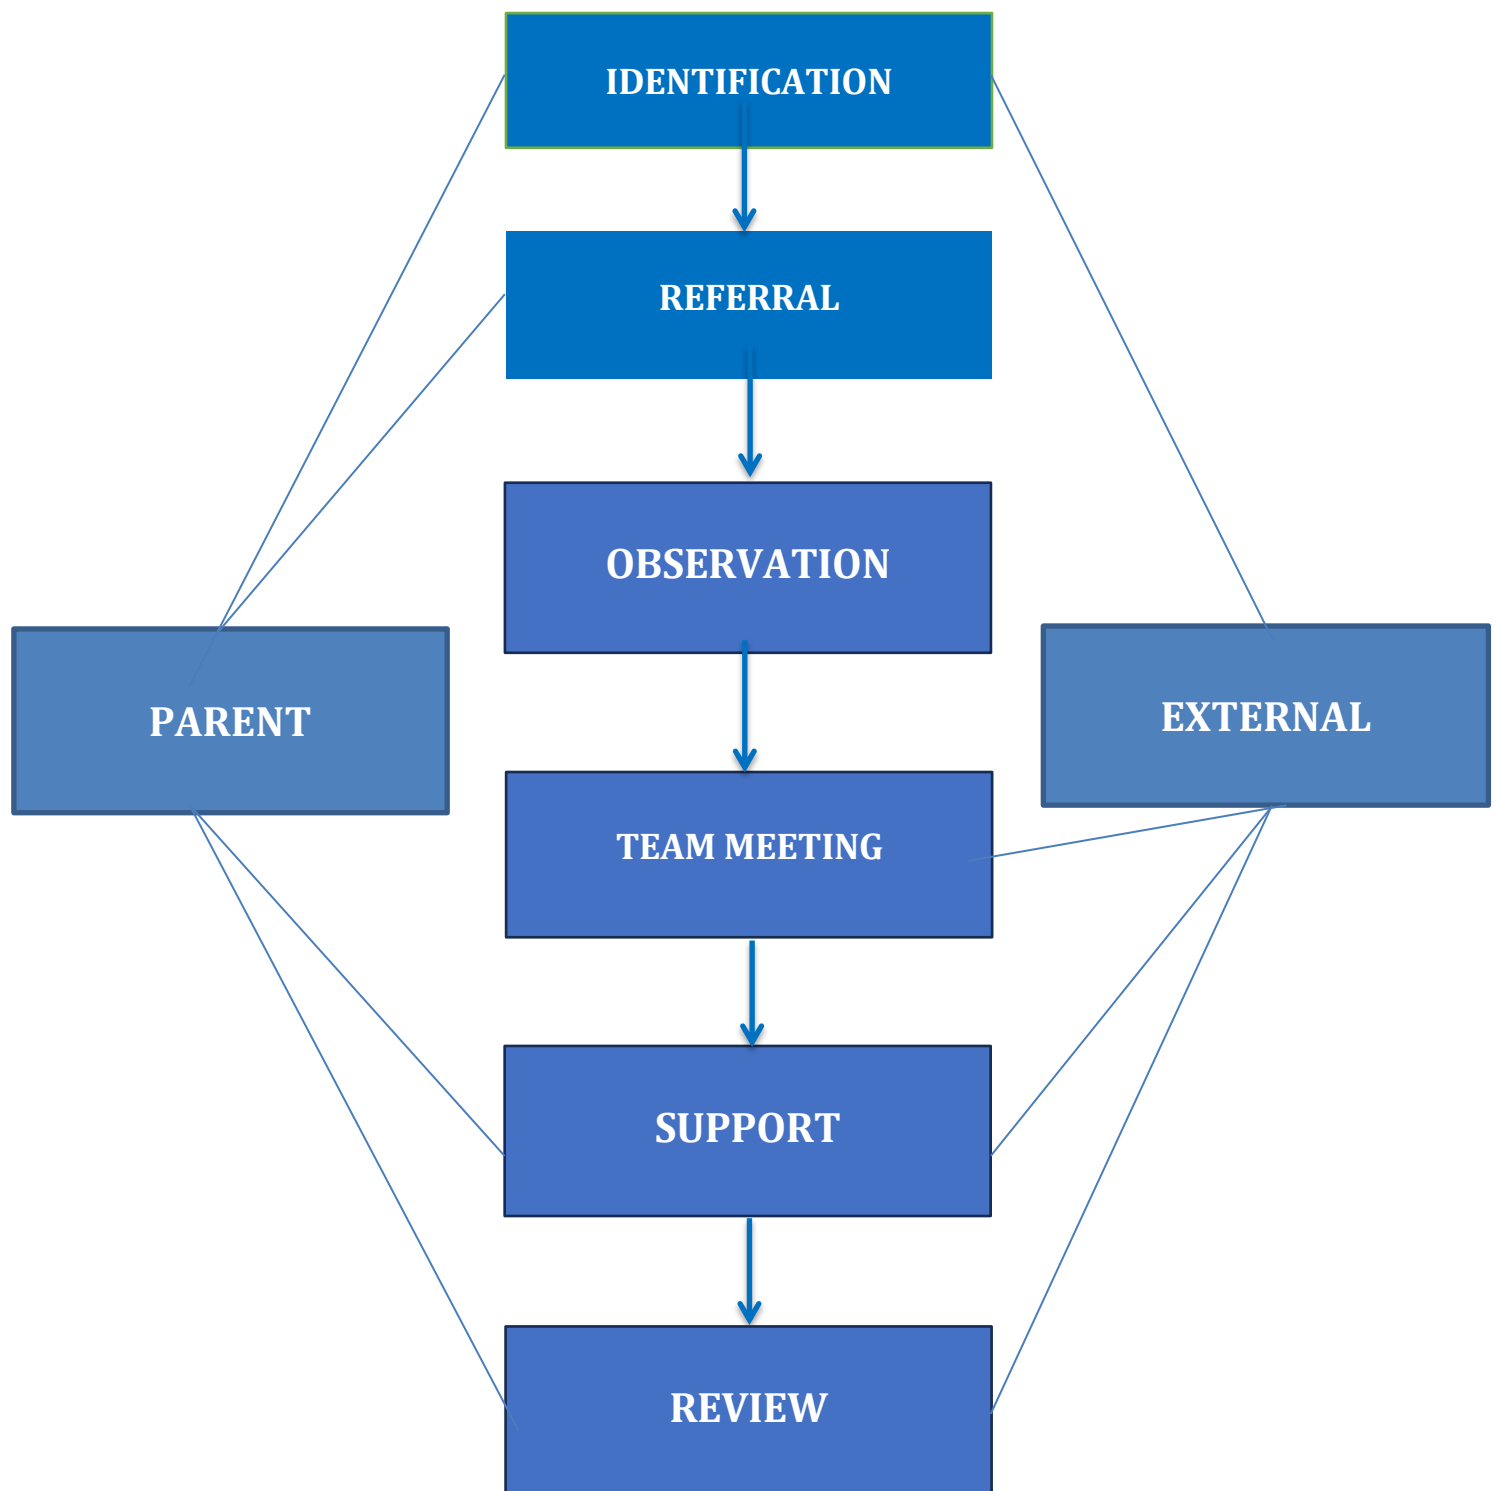 IDENTIFICATION
REFERRAL
OBSERVATION
PARENT
EXTERNAL
TEAM MEETING
SUPPORT
REVIEW